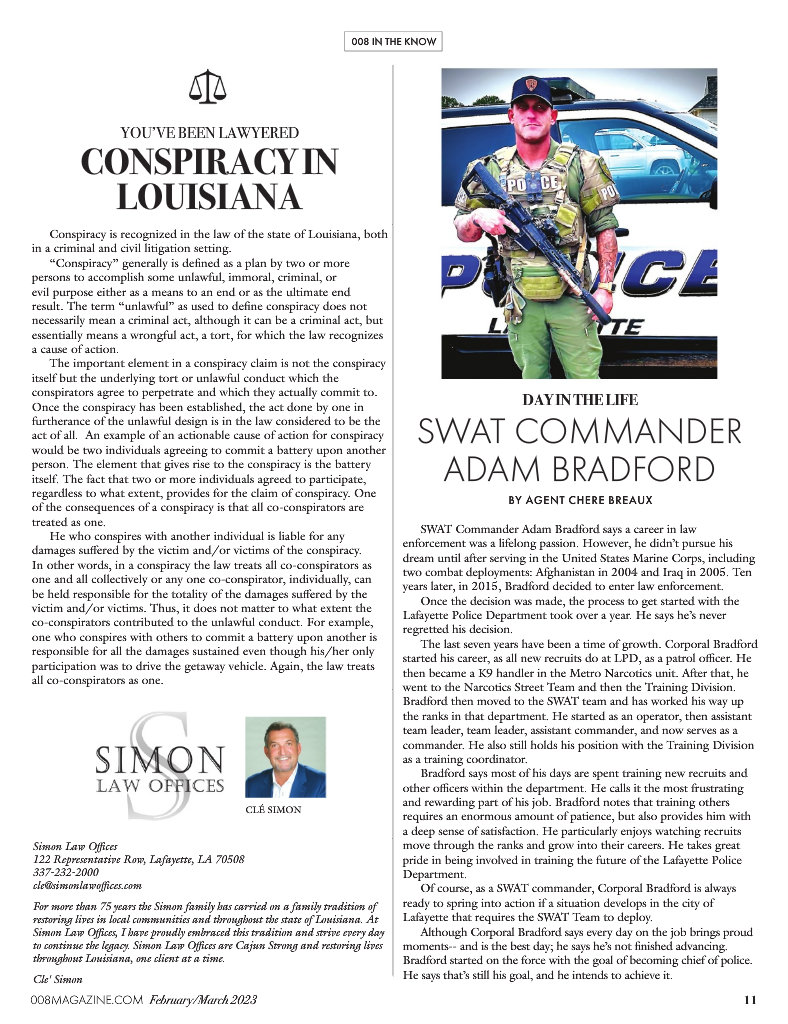 008 IN THE KNOW
YOU'VE BEEN LAWYERED
CONSPIRACY IN
LOUISIANA
Conspiracy is recognized in the law of the state of Louisiana, both
in a criminal and civil litigation setting.
“Conspiracy” generally is defined as a plan by two or more
persons to accomplish some unlawful, immoral, criminal, or
evil purpose either as a means to an end or as the ultimate end
result. The term “unlawful” as used to define conspiracy does not
necessarily mean a criminal act, although it can be a criminal act, but
essentially means a wrongful act, a tort, for which the law recognizes
a cause of action.
The important element in a conspiracy claim is not the conspiracy
itself but the underlying tort or unlawful conduct which the
conspirators agree to perpetrate and which they actually commit to.
Once the conspiracy has been established, the act done by one in
furtherance of the unlawful design is in the law considered to be the
act of all.  An example of an actionable cause of action for conspiracy
would be two individuals agreeing to commit a battery upon another
person. The element that gives rise to the conspiracy is the battery
itself. The fact that two or more individuals agreed to participate,
regardless to what extent, provides for the claim of conspiracy. One
of the consequences of a conspiracy is that all co-conspirators are
treated as one.
He who conspires with another individual is liable for any
damages suffered by the victim and/or victims of the conspiracy.
In other words, in a conspiracy the law treats all co-conspirators as
one and all collectively or any one co-conspirator, individually, can
be held responsible for the totality of the damages suffered by the
victim and/or victims. Thus, it does not matter to what extent the
co-conspirators contributed to the unlawful conduct. For example,
one who conspires with others to commit a battery upon another is
responsible for all the damages sustained even though his/her only
participation was to drive the getaway vehicle. Again, the law treats
all co-conspirators as one.
S
SIMON
LAW OFFICES
CLÉ SIMON
Simon Law Offices
122 Representative Row, Lafayette, LA 70508
337-232-2000
cle@simonlawoffices.com
For more than 75 years the Simon family has carried on a family tradition of
restoring lives in local communities and throughout the state of Louisiana. At
Simon Law Offices, I have proudly embraced this tradition and strive every day
to continue the legacy. Simon Law Offices are Cajun Strong and restoring lives
throughout Louisiana, one client at a time.
Cle' Simon
POLICE
POLICE
LAFAYETTE
DAY IN THE LIFE
SWAT COMMANDER
ADAM BRADFORD
BY AGENT CHERE BREAUX
SWAT Commander Adam Bradford says a career in law
enforcement was a lifelong passion. However, he didn't pursue his
dream until after serving in the United States Marine Corps, including
two combat deployments: Afghanistan in 2004 and Iraq in 2005. Ten
years later, in 2015, Bradford decided to enter law enforcement.
Once the decision was made, the process to get started with the
Lafayette Police Department took over a year. He says he's never
regretted his decision.
The last seven years have been a time of growth. Corporal Bradford
started his career, as all new recruits do at LPD, as a patrol officer. He
then became a K9 handler in the Metro Narcotics unit. After that, he
went to the Narcotics Street Team and then the Training Division.
Bradford then moved to the SWAT team and has worked his way up
the ranks in that department. He started as an operator, then assistant
team leader, team leader, assistant commander, and now serves as a
commander. He also still holds his position with the Training Division
as a training coordinator.
Bradford says most of his days are spent training new recruits and
other officers within the department. He calls it the most frustrating
and rewarding part of his job. Bradford notes that training others
requires an enormous amount of patience, but also provides him with
a deep sense of satisfaction. He particularly enjoys watching recruits
move through the ranks and grow into their careers. He takes great
pride in being involved in training the future of the Lafayette Police
Department.
Of course, as a SWAT commander, Corporal Bradford is always
ready to spring into action if a situation develops in the city of
Lafayette that requires the SWAT Team to deploy.
Although Corporal Bradford says every day on the job brings proud
moments-- and is the best day; he says he's not finished advancing.
Bradford started on the force with the goal of becoming chief of police.
He says that's still his goal, and he intends to achieve it.
008MAGAZINE.COM February/March 2023
11